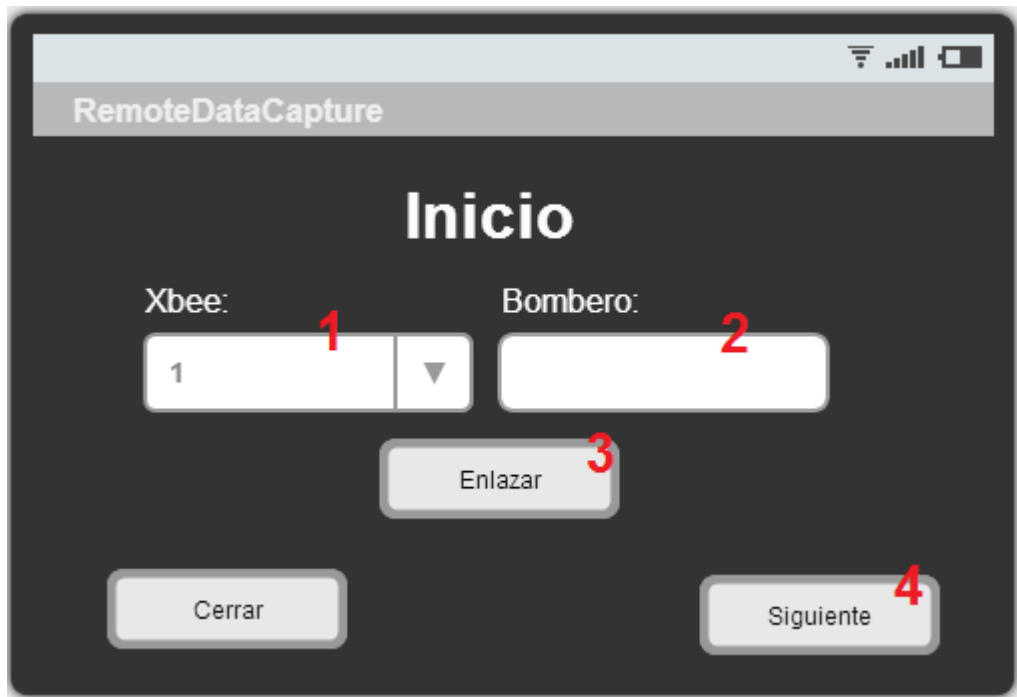 RemoteDataCapture
Inicio
Xbee: Bombero:
1 2
1
3
Enlazar
4
Cerrar Siguiente